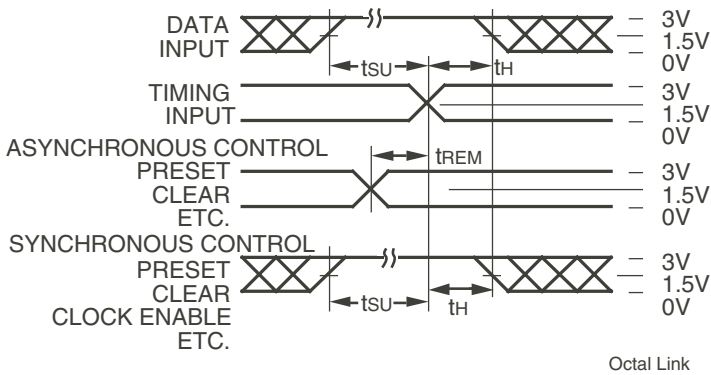 DATA
INPUT
3V
1.5V
0V
tSU
tH
TIMING
INPUT
3V
1.5V
0V
ASYNCHRONOUS CONTROL
tREM
PRESET
CLEAR
ETC.
3V
1.5V
0V
SYNCHRONOUS CONTROL
PRESET
CLEAR
CLOCK ENABLE
ETC.
3V
1.5V
0V
tSU
tH
Octal Link